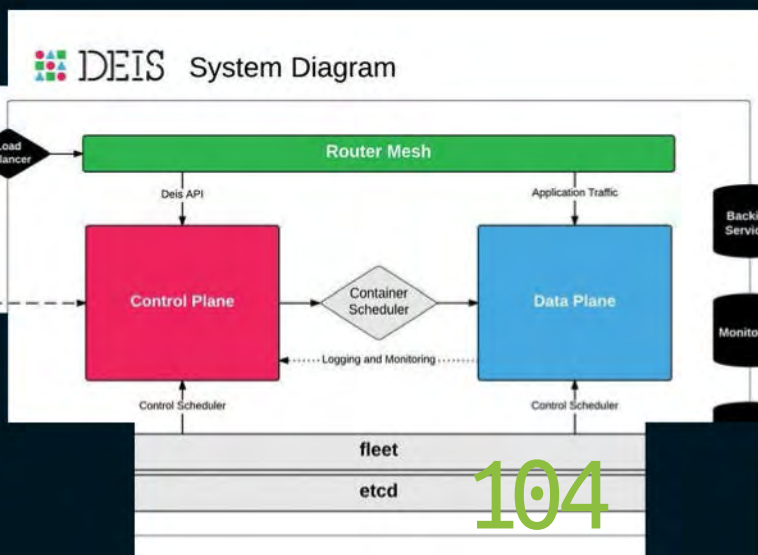 DEIS System Diagram
Router Mesh
Deis API
Application Traffic
Control Plane
Container
Scheduler
Data Plane
Logging and Monitoring
Control Scheduler
Control Scheduler
fleet
etcd
104